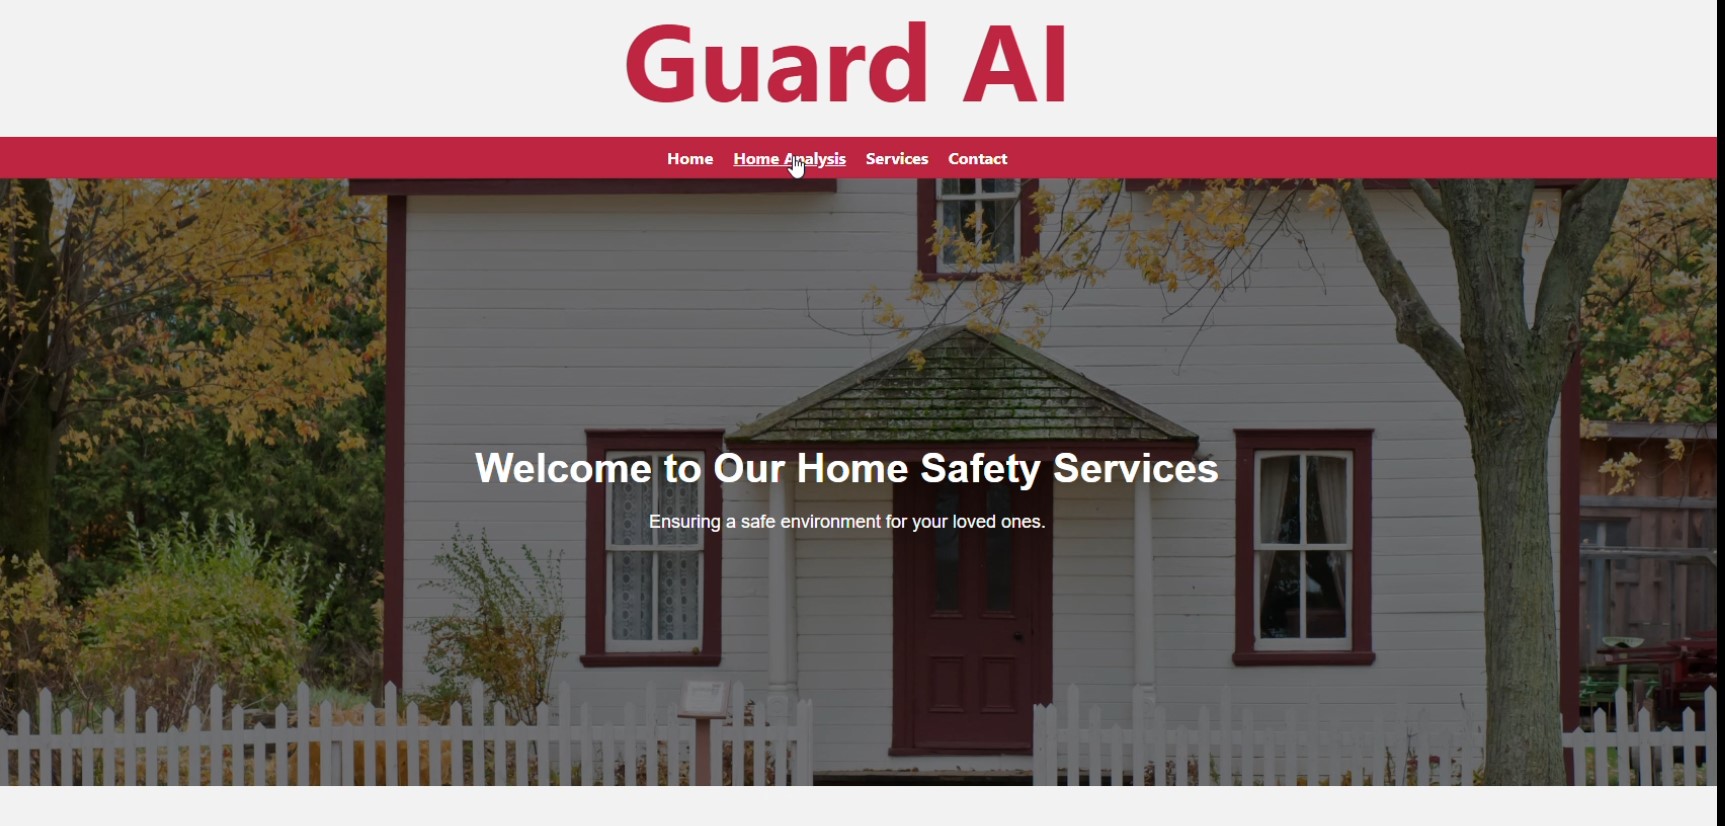 Guard AI
Home Home Analysis Services Contact
Welcome to Our Home Safety Services
Ensuring a safe environment for your loved ones.